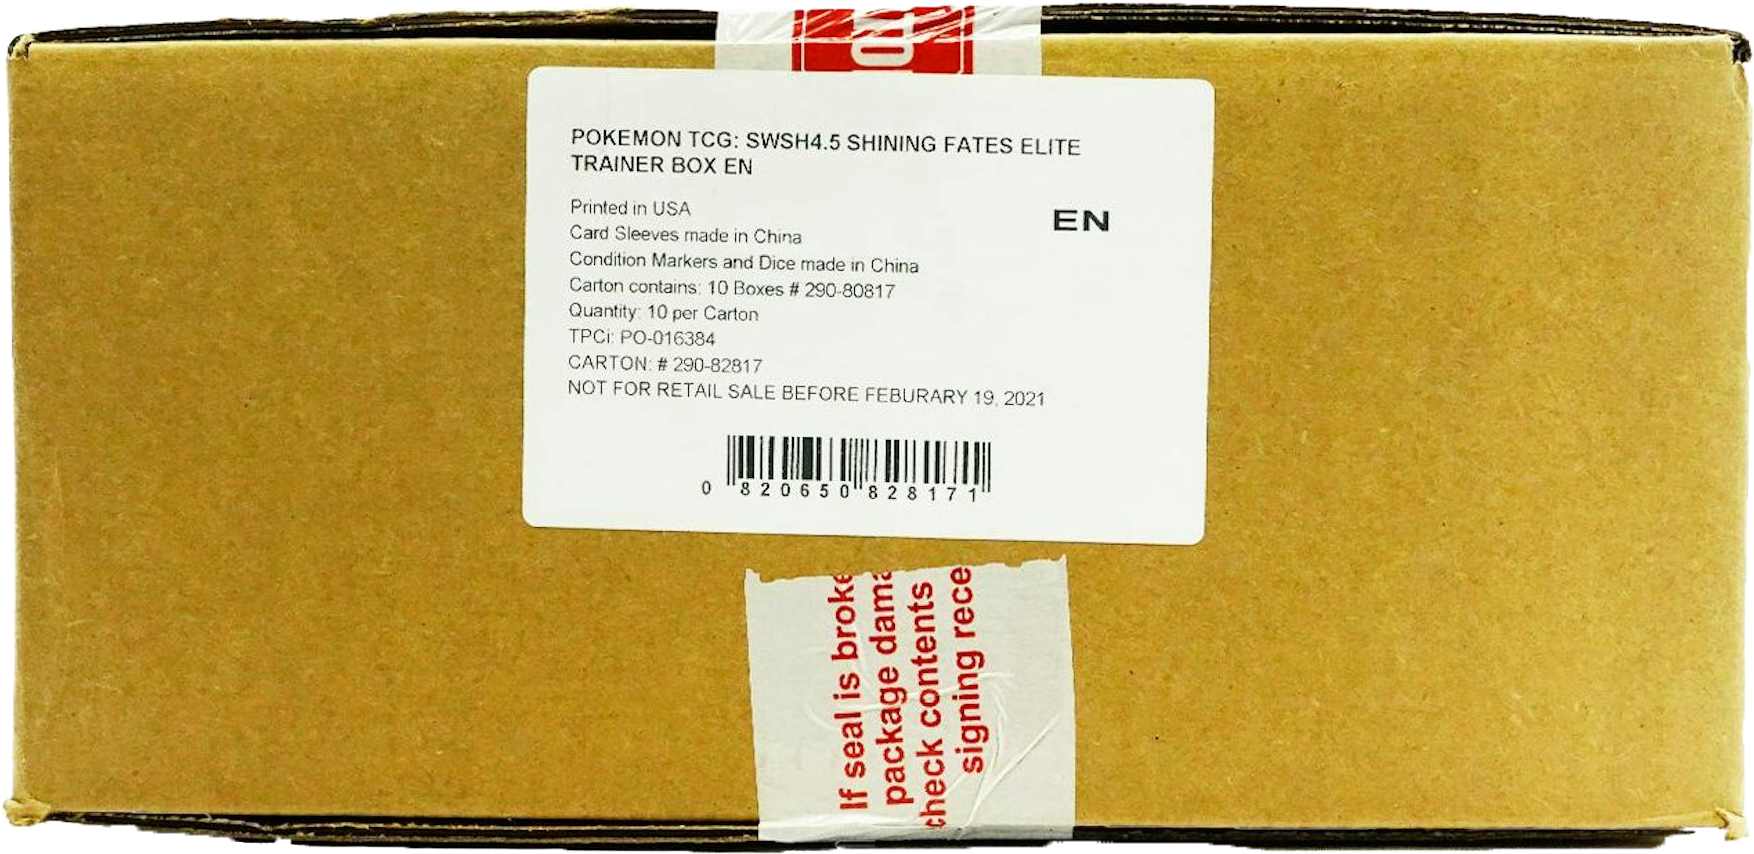 POKEMON TCG: SWSH4.5 SHINING FATES ELITE
TRAINER BOX EN
Printed in USA
EN
Card Sleeves made in China
Condition Markers and Dice made in China
Carton contains: 10 Boxes # 290-80817
Quantity: 10 per Carton
TPCi: PO-016384
CARTON: # 290-82817
NOT FOR RETAIL SALE BEFORE FEBURARY 19, 2021
0 820650 828171
If seal is broke
package dama
check contents
signing rece